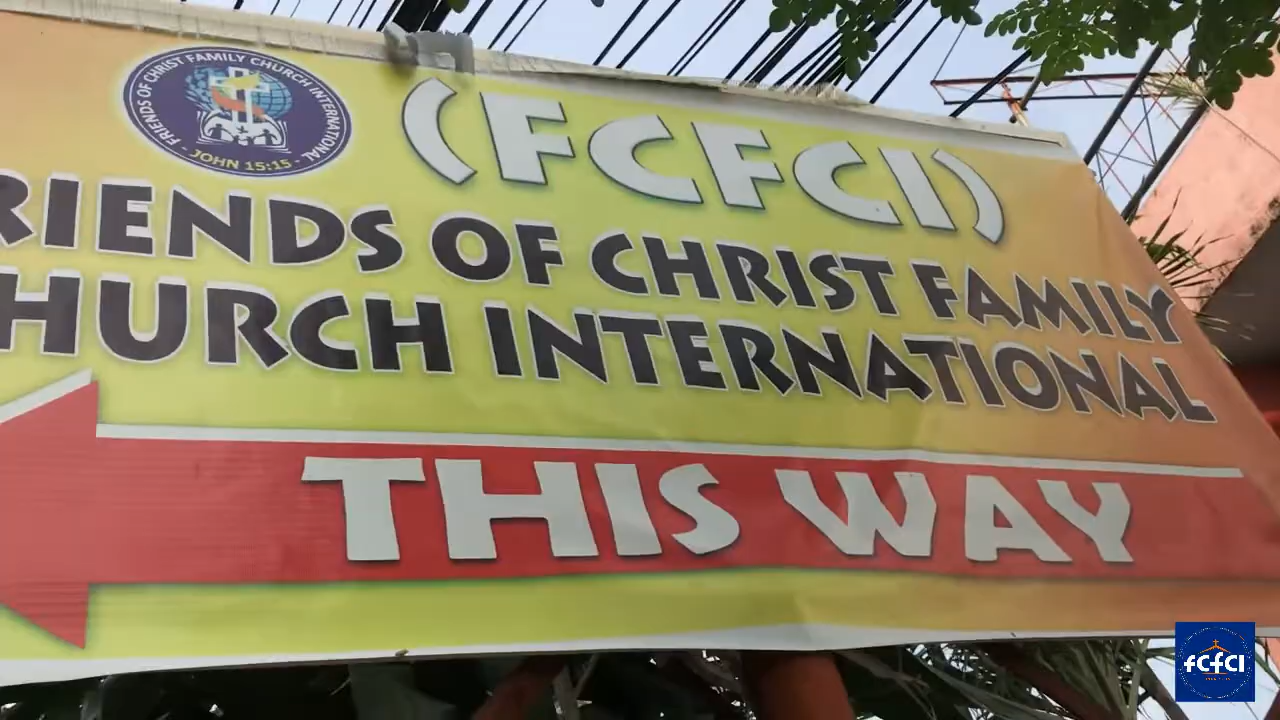 FRIENDS OF CHRIST FAMILY CHURCH INTERNATIONAL
- JOHN 15:15 -
(FCFCI)
RIENDS OF CHRIST FAMILY
HURCH INTERNATIONAL
THIS WAY
fCfCI